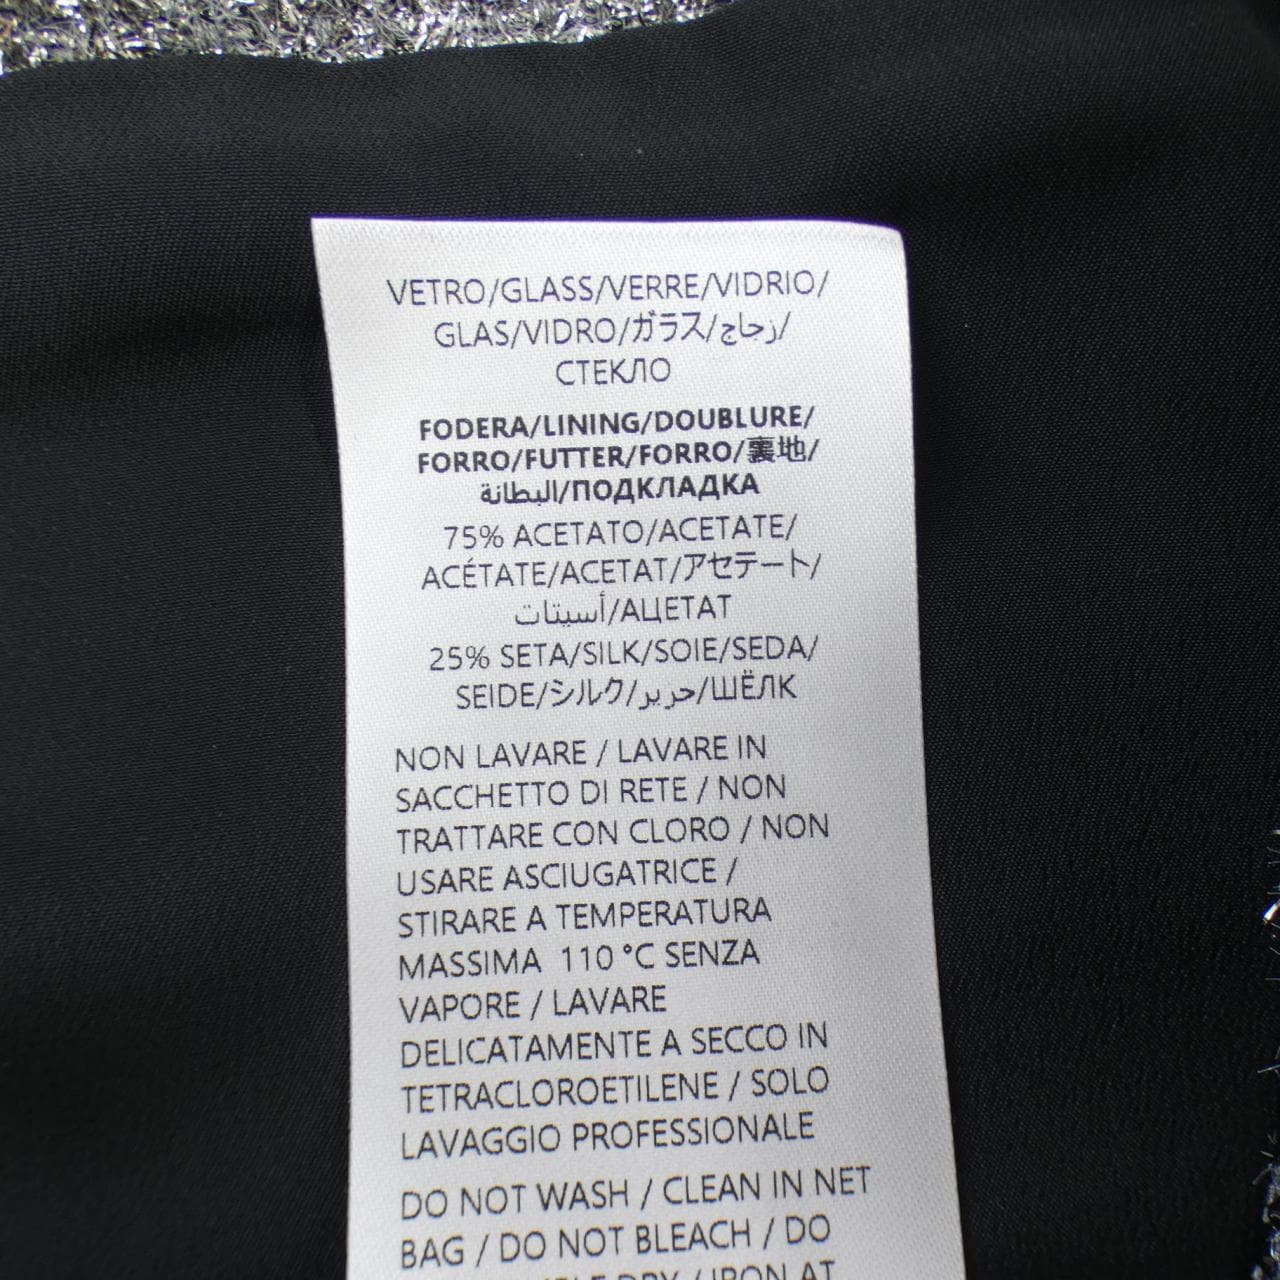 VETRO/GLASS/VERRE/VIDRIO/
GLAS/VIDRO/ガラス/زجاج/
СТЕКЛО
FODERA/LINING/DOUBLURE/
FORRO/FUTTER/FORRO/裏地/
البطانة/ПОДКЛАДКА
75% ACETATO/ACETATE/
ACÉTATE/ACETAT/アセテート/
أسيتات/АЦЕТАТ
25% SETA/SILK/SOIE/SEDA/
SEIDE/シルク/حرير/ШЁЛК
NON LAVARE / LAVARE IN
SACCHETTO DI RETE / NON
TRATTARE CON CLORO / NON
USARE ASCIUGATRICE /
STIRARE A TEMPERATURA
MASSIMA 110 °C SENZA
VAPORE / LAVARE
DELICATAMENTE A SECCO IN
TETRACLOROETILENE / SOLO
LAVAGGIO PROFESSIONALE
DO NOT WASH / CLEAN IN NET
BAG / DO NOT BLEACH / DO
DRY / IRON AT